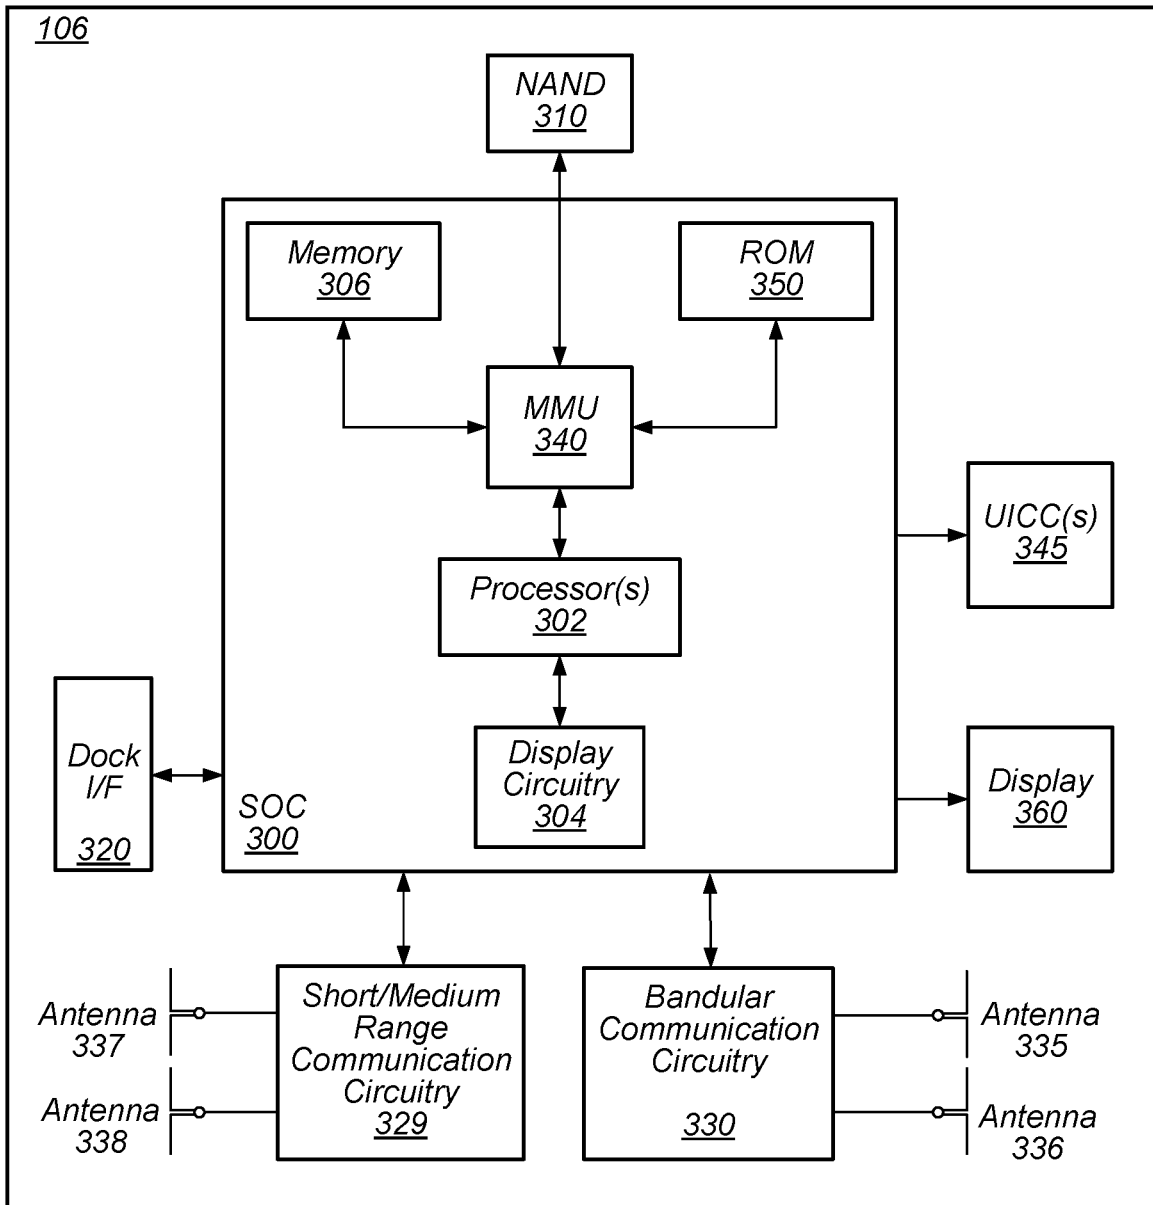 106
NAND
310
Memory
306
ROM
350
MMU
340
UICC(s)
345
Processor(s)
302
Dock
I/F
320
Display
Circuitry
304
SOC
300
Display
360
Antenna
337
Antenna
338
Short/Medium
Range
Communication
Circuitry
329
Bandular
Communication
Circuitry
330
Antenna
335
Antenna
336